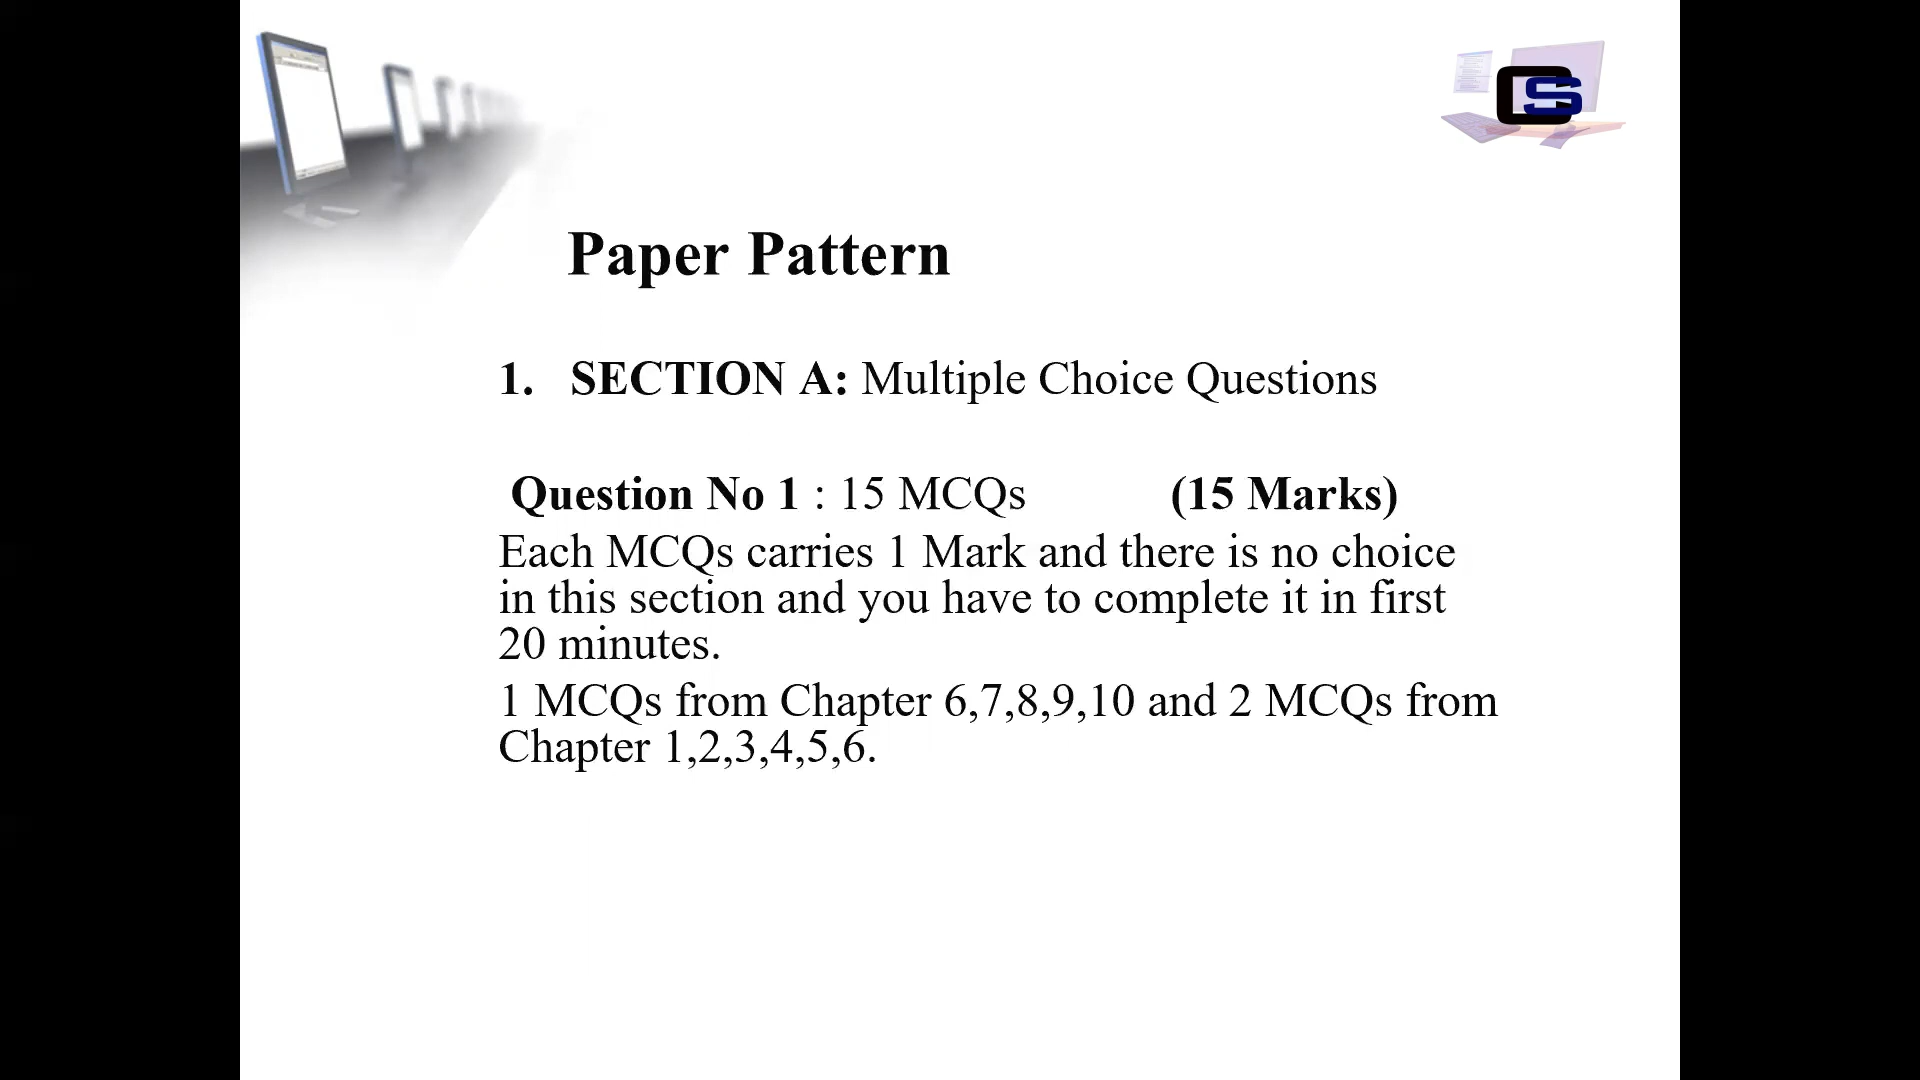 CS
Paper Pattern
1. SECTION A: Multiple Choice Questions
Question No 1 : 15 MCQs (15 Marks)
Each MCQs carries 1 Mark and there is no choice
in this section and you have to complete it in first
20 minutes.
1 MCQs from Chapter 6,7,8,9,10 and 2 MCQs from
Chapter 1,2,3,4,5,6.